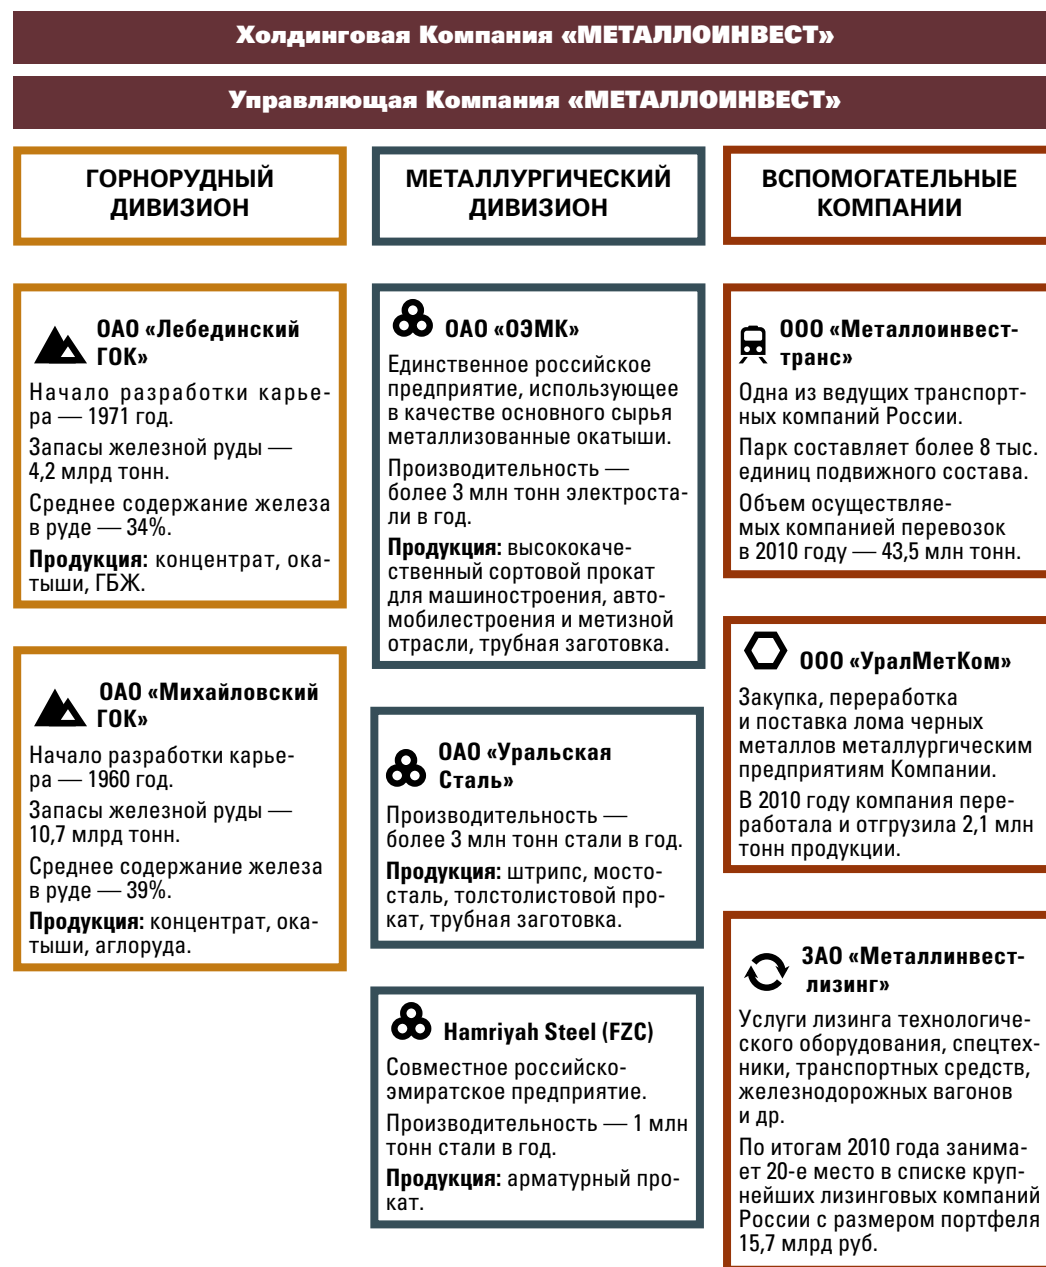 Холдинговая Компания «МЕТАЛЛОИНВЕСТ»
Управляющая Компания «МЕТАЛЛОИНВЕСТ»
ГОРНОРУДНЫЙ
ДИВИЗИОН
ОАО «Лебединский
ГОК»
Начало разработки карье-
ра — 1971 год.
Запасы железной руды —
4,2 млрд тонн.
Среднее содержание железа
в руде — 34%.
Продукция: концентрат, ока-
тыши, ГБЖ.
ОАО «Михайловский
ГОК»
Начало разработки карье-
ра — 1960 год.
Запасы железной руды —
10,7 млрд тонн.
Среднее содержание железа
в руде — 39%.
Продукция: концентрат, ока-
тыши, аглоруда.
МЕТАЛЛУРГИЧЕСКИЙ
ДИВИЗИОН
ОАО «ОЭМК»
Единственное российское
предприятие, использующее
в качестве основного сырья
металлизованные окатыши.
Производительность —
более 3 млн тонн электроста-
ли в год.
Продукция: высококаче-
ственный сортовой прокат
для машиностроения, авто-
мобилестроения и метизной
отрасли, трубная заготовка.
ОАО «Уральская
Сталь»
Производительность —
более 3 млн тонн стали в год.
Продукция: штрипс, мосто-
сталь, толстолистовой про-
кат, трубная заготовка.
Hamriyah Steel (FZC)
Совместное российско-
эмиратское предприятие.
Производительность — 1 млн
тонн стали в год.
Продукция: арматурный про-
кат.
ВСПОМОГАТЕЛЬНЫЕ
КОМПАНИИ
ООО «Металлоинвест-
транс»
Одна из ведущих транспорт-
ных компаний России.
Парк составляет более 8 тыс.
единиц подвижного состава.
Объем осуществляе-
мых компанией перевозок
в 2010 году — 43,5 млн тонн.
ООО «УралМетКом»
Закупка, переработка
и поставка лома черных
металлов металлургическим
предприятиям Компании.
В 2010 году компания пере-
работала и отгрузила 2,1 млн
тонн продукции.
ЗАО «Металлинвест-
лизинг»
Услуги лизинга технологиче-
ского оборудования, спецтех-
ники, транспортных средств,
железнодорожных вагонов
и др.
По итогам 2010 года занима-
ет 20-е место в списке круп-
нейших лизинговых компаний
России с размером портфеля
15,7 млрд руб.